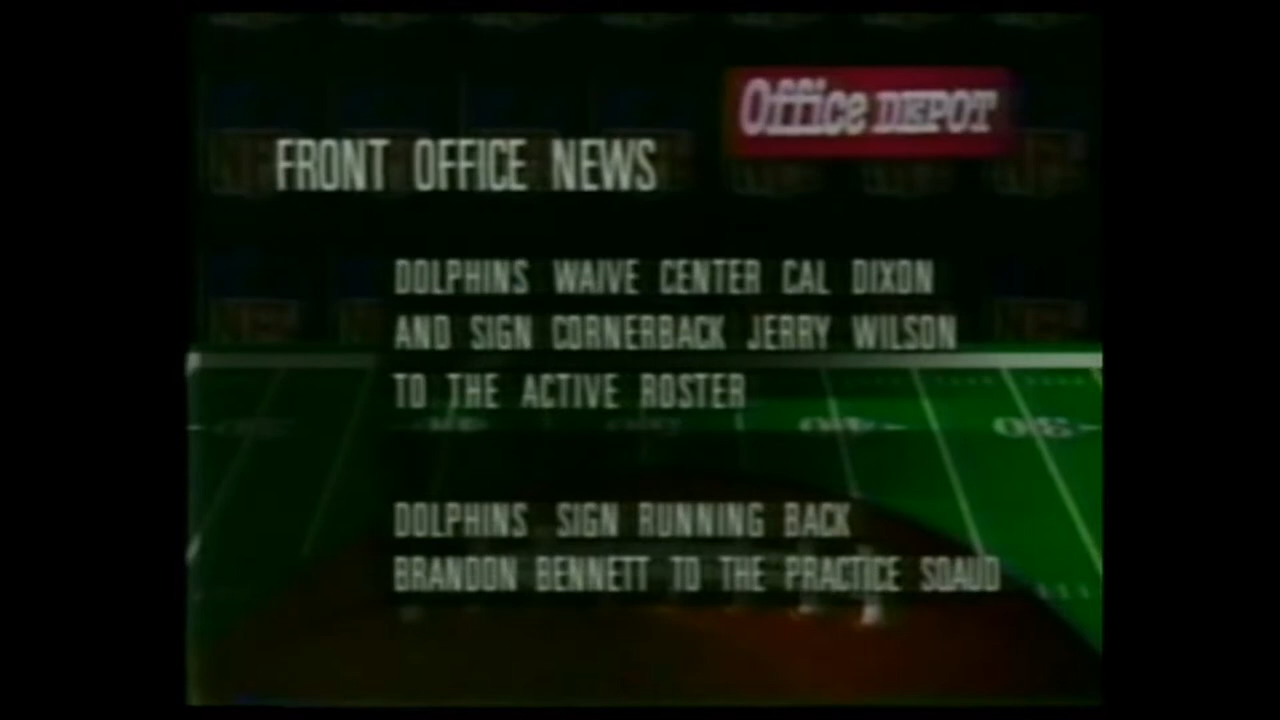 Office DEPOT
FRONT OFFICE NEWS
DOLPHINS WAIVE CENTER CAL DIXON
AND SIGN CORNERBACK JERRY WILSON
TO THE ACTIVE ROSTER
DOLPHINS SIGN RUNNING BACK
BRANDON BENNETT TO THE PRACTICE SQAUD